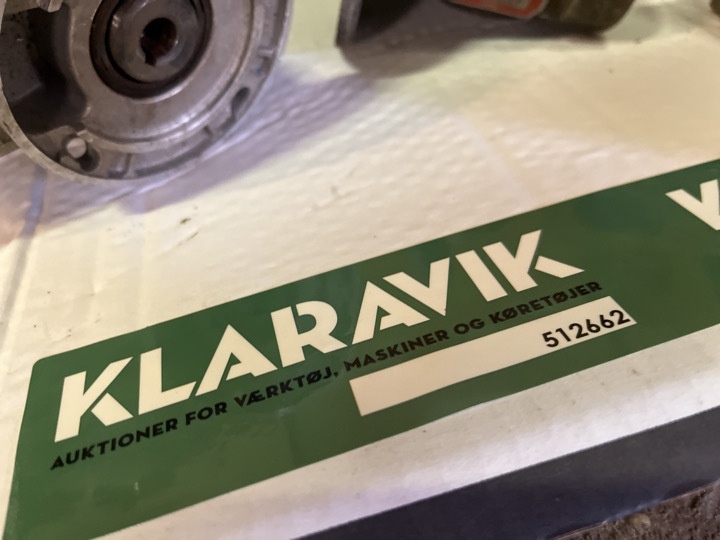 KLARAVIK
AUKTIONER FOR VÆRKTØJ, MASKINER OG KØRETØJER
512662